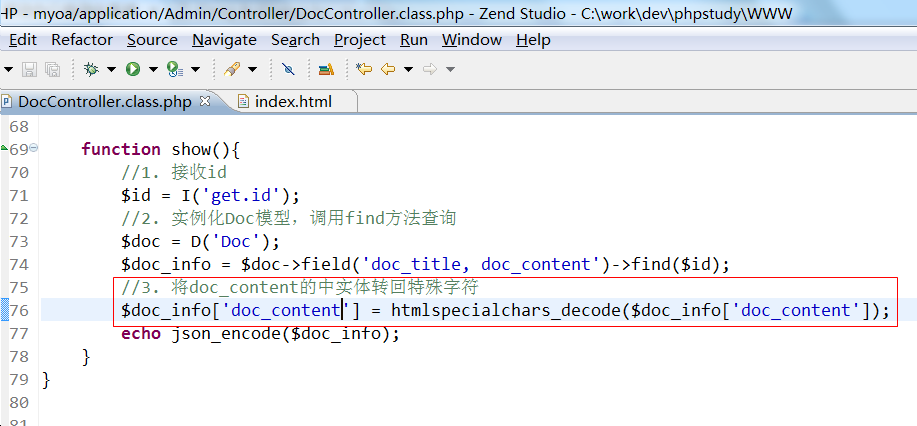 HP - myoa/application/Admin/Controller/DocController.class.php - Zend Studio - C:\work\dev\phpstudy\WWW
Edit Refactor Source Navigate Search Project Run Window Help
DocController.class.php index.html
68
69 function show(){
70 //1. 接收id
71 $id = I('get.id');
72 //2. 实例化Doc模型，调用find方法查询
73 $doc = D('Doc');
74 $doc_info = $doc->field('doc_title, doc_content')->find($id);
75 //3. 将doc_content的中实体转回特殊字符
76 $doc_info['doc_content'] = htmlspecialchars_decode($doc_info['doc_content']);
77 echo json_encode($doc_info);
78 }
79 }
80
81